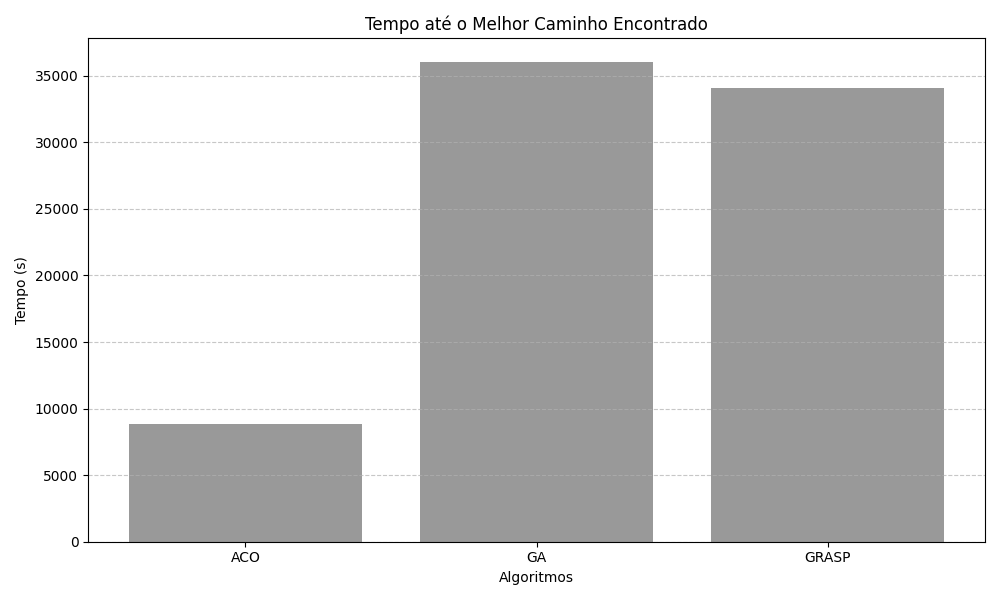 Tempo até o Melhor Caminho Encontrado
Tempo (s)
35000
30000
25000
20000
15000
10000
5000
0
ACO
GA
GRASP
Algoritmos